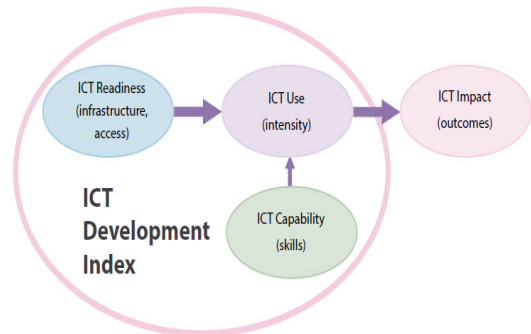 ICT Readiness
(infrastructure,
access)
ICT Use
(intensity)
ICT Impact
(outcomes)
ICT Capability
(skills)
ICT
Development
Index